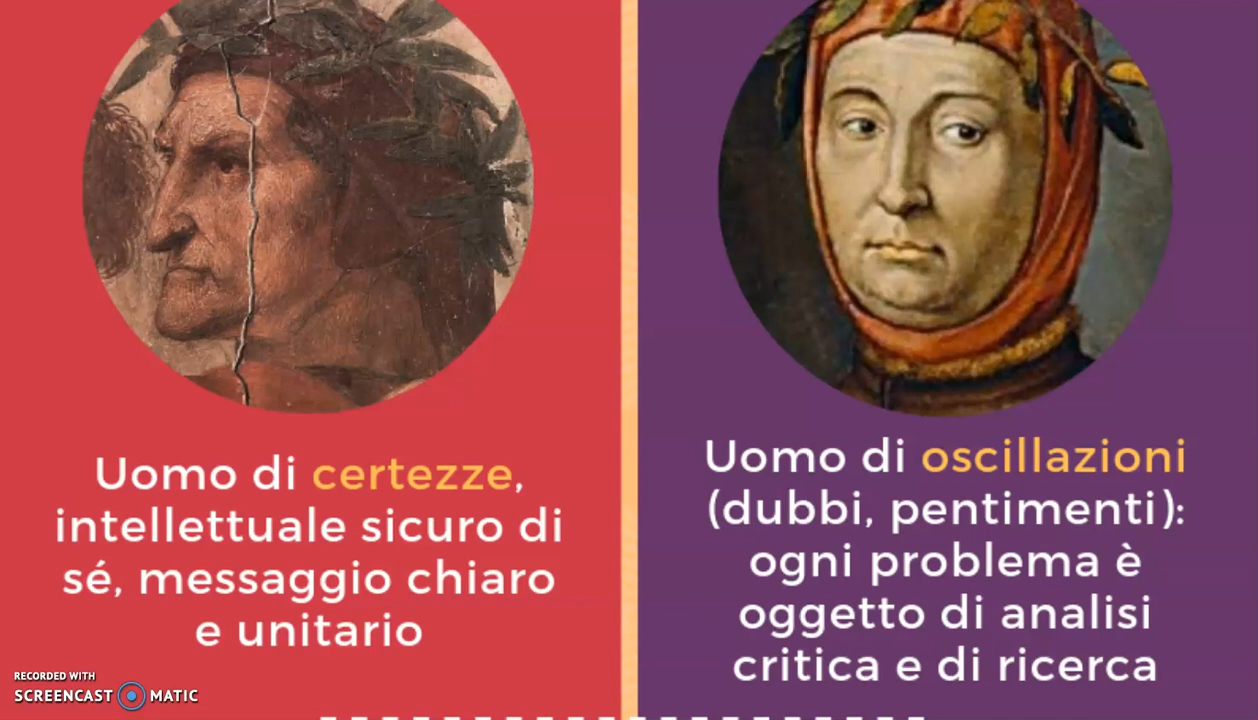 Uomo di certezze,
intellettuale sicuro di
sé, messaggio chiaro
e unitario
Uomo di oscillazioni
(dubbi, pentimenti):
ogni problema è
oggetto di analisi
critica e di ricerca
RECORDED WITH
SCREENCAST MATIC